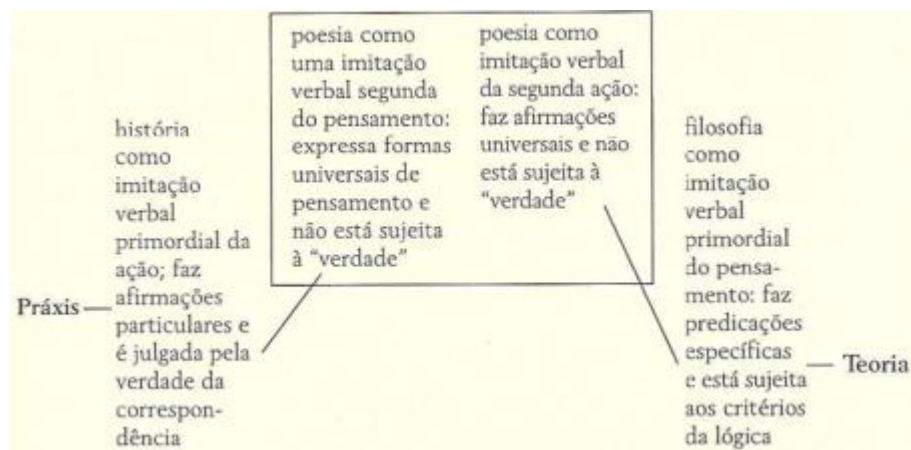 poesia como
uma imitação
verbal segunda
do pensamento:
expressa formas
universais de
pensamento e
não está sujeita
à “verdade”
poesia como
imitação verbal
da segunda ação:
faz afirmações
universais e não
está sujeita à
“verdade”
Práxis
história
como
imitação
verbal
primordial da
ação; faz
afirmações
particulares e
é julgada pela
verdade da
correspon-
dência
filosofia
como
imitação
verbal
primordial
do pensa-
mento: faz
predicações
específicas
e está sujeita
aos critérios
da lógica
Teoria